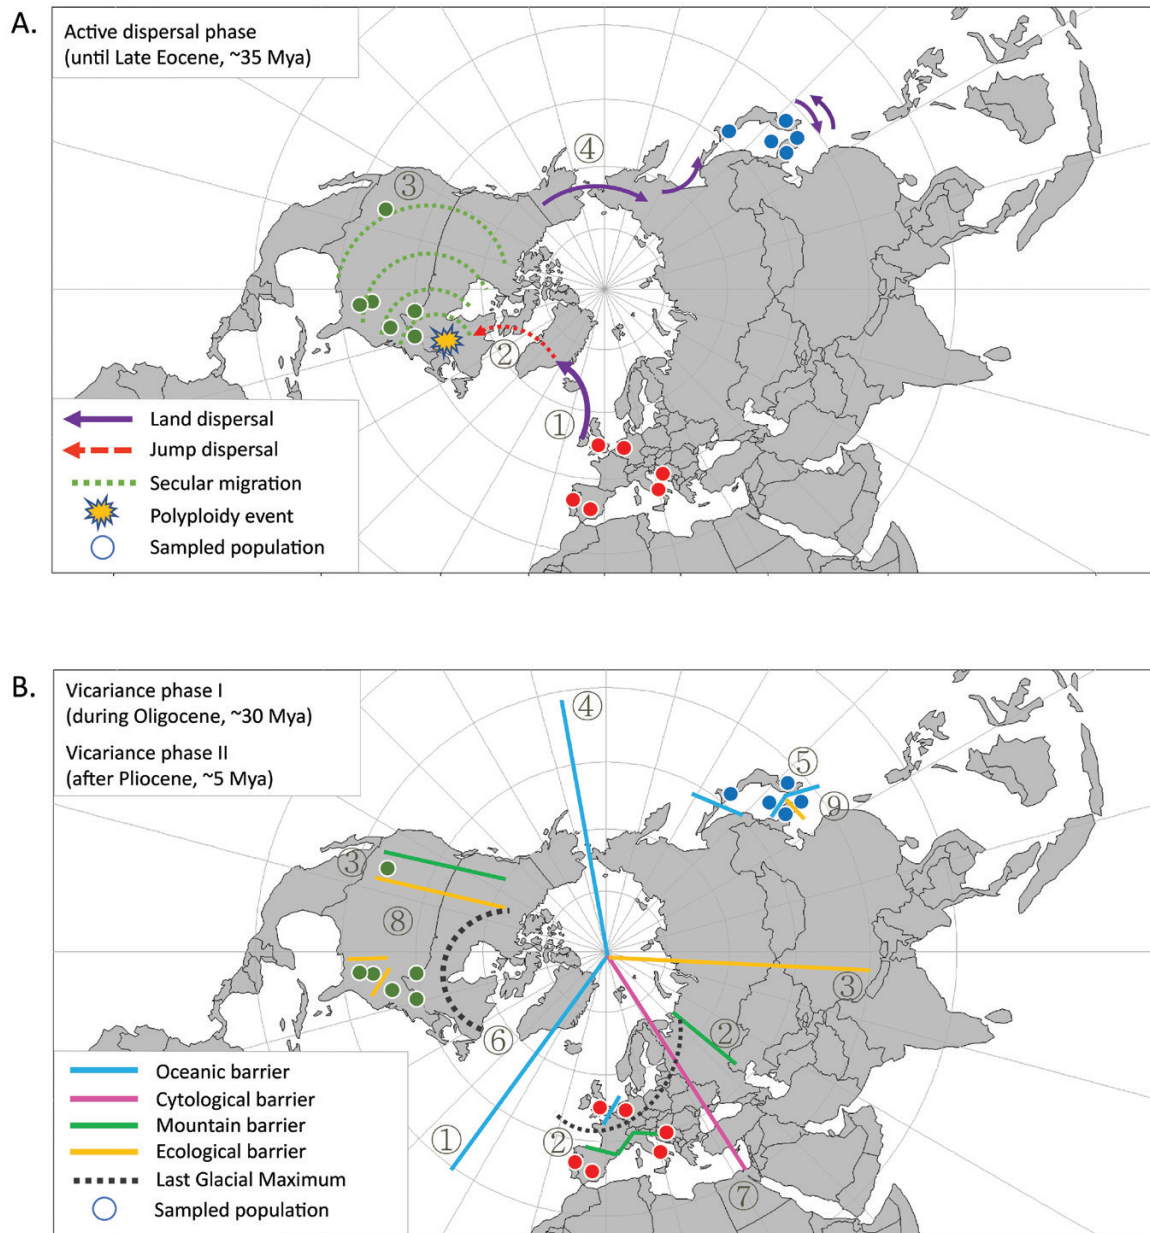 A.
Active dispersal phase
(until Late Eocene, ~35 Mya)
④
③
②
①
Land dispersal
Jump dispersal
Secular migration
Polyploidy event
Sampled population
B.
Vicariance phase I
(during Oligocene, ~30 Mya)
Vicariance phase II
(after Pliocene, ~5 Mya)
④
⑤
⑨
③
⑧
③
⑥
②
①
②
⑦
Oceanic barrier
Cytological barrier
Mountain barrier
Ecological barrier
Last Glacial Maximum
Sampled population